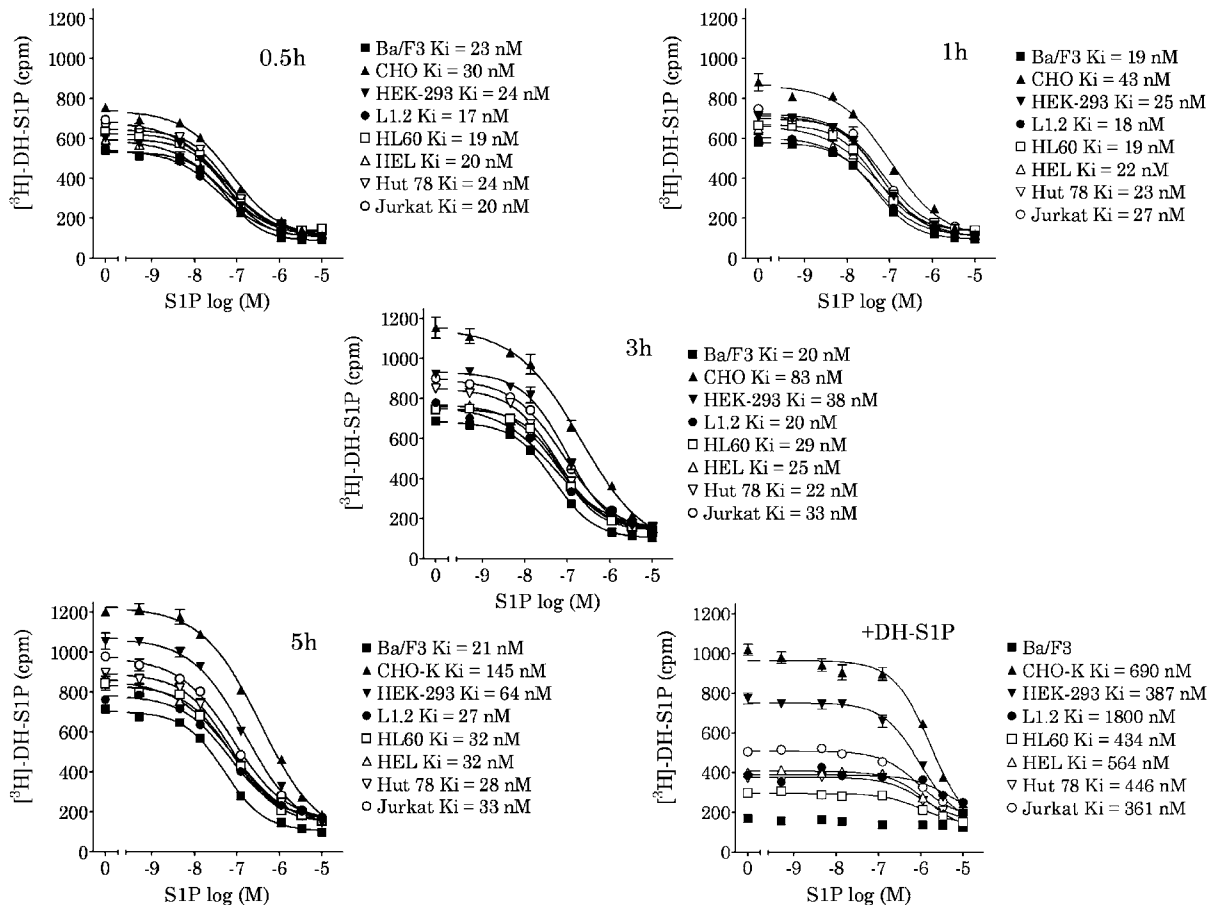 0.5h
[³H]-DH-S1P (cpm)
1200
1000
800
600
400
200
0
0 -9 -8 -7 -6 -5
S1P log (M)
Ba/F3 Ki = 23 nM
CHO Ki = 30 nM
HEK-293 Ki = 24 nM
L1.2 Ki = 17 nM
HL60 Ki = 19 nM
HEL Ki = 20 nM
Hut 78 Ki = 24 nM
Jurkat Ki = 20 nM
1h
[³H]-DH-S1P (cpm)
1200
1000
800
600
400
200
0
0 -9 -8 -7 -6 -5
S1P log (M)
Ba/F3 Ki = 19 nM
CHO Ki = 43 nM
HEK-293 Ki = 25 nM
L1.2 Ki = 18 nM
HL60 Ki = 19 nM
HEL Ki = 22 nM
Hut 78 Ki = 23 nM
Jurkat Ki = 27 nM
3h
[³H]-DH-S1P (cpm)
1200
1000
800
600
400
200
0
0 -9 -8 -7 -6 -5
S1P log (M)
Ba/F3 Ki = 20 nM
CHO Ki = 83 nM
HEK-293 Ki = 38 nM
L1.2 Ki = 20 nM
HL60 Ki = 29 nM
HEL Ki = 25 nM
Hut 78 Ki = 22 nM
Jurkat Ki = 33 nM
5h
[³H]-DH-S1P (cpm)
1200
1000
800
600
400
200
0
0 -9 -8 -7 -6 -5
S1P log (M)
Ba/F3 Ki = 21 nM
CHO-K Ki = 145 nM
HEK-293 Ki = 64 nM
L1.2 Ki = 27 nM
HL60 Ki = 32 nM
HEL Ki = 32 nM
Hut 78 Ki = 28 nM
Jurkat Ki = 33 nM
+DH-S1P
[³H]-DH-S1P (cpm)
1200
1000
800
600
400
200
0
0 -9 -8 -7 -6 -5
S1P log (M)
Ba/F3
CHO-K Ki = 690 nM
HEK-293 Ki = 387 nM
L1.2 Ki = 1800 nM
HL60 Ki = 434 nM
HEL Ki = 564 nM
Hut 78 Ki = 446 nM
Jurkat Ki = 361 nM